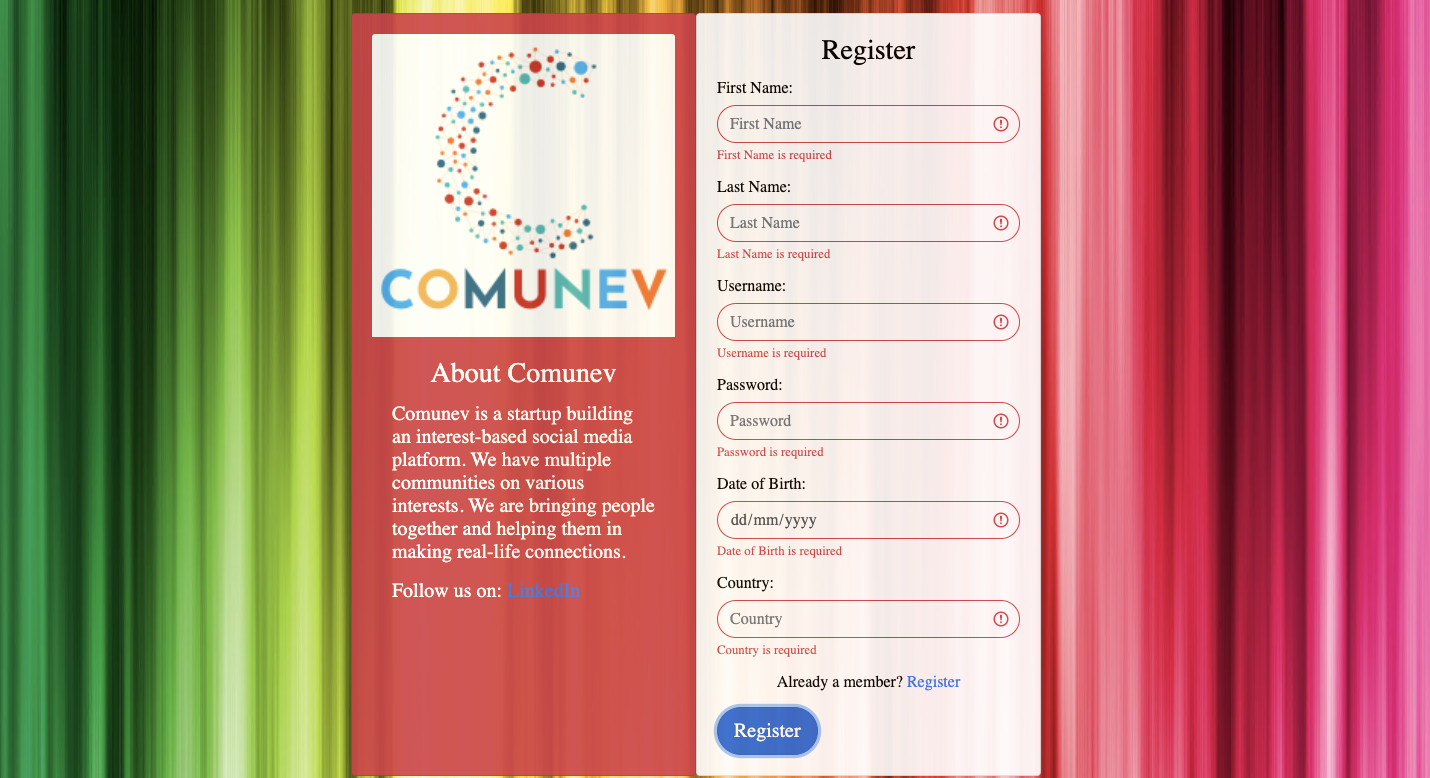 COMUNEV
About Comunev
Comunev is a startup building
an interest-based social media
platform. We have multiple
communities on various
interests. We are bringing people
together and helping them in
making real-life connections.
Follow us on: LinkedIn
Register
First Name:
First Name
First Name is required
Last Name:
Last Name
Last Name is required
Username:
Username
Username is required
Password:
Password
Password is required
Date of Birth:
dd/mm/yyyy
Date of Birth is required
Country:
Country
Country is required
Already a member? Register
Register